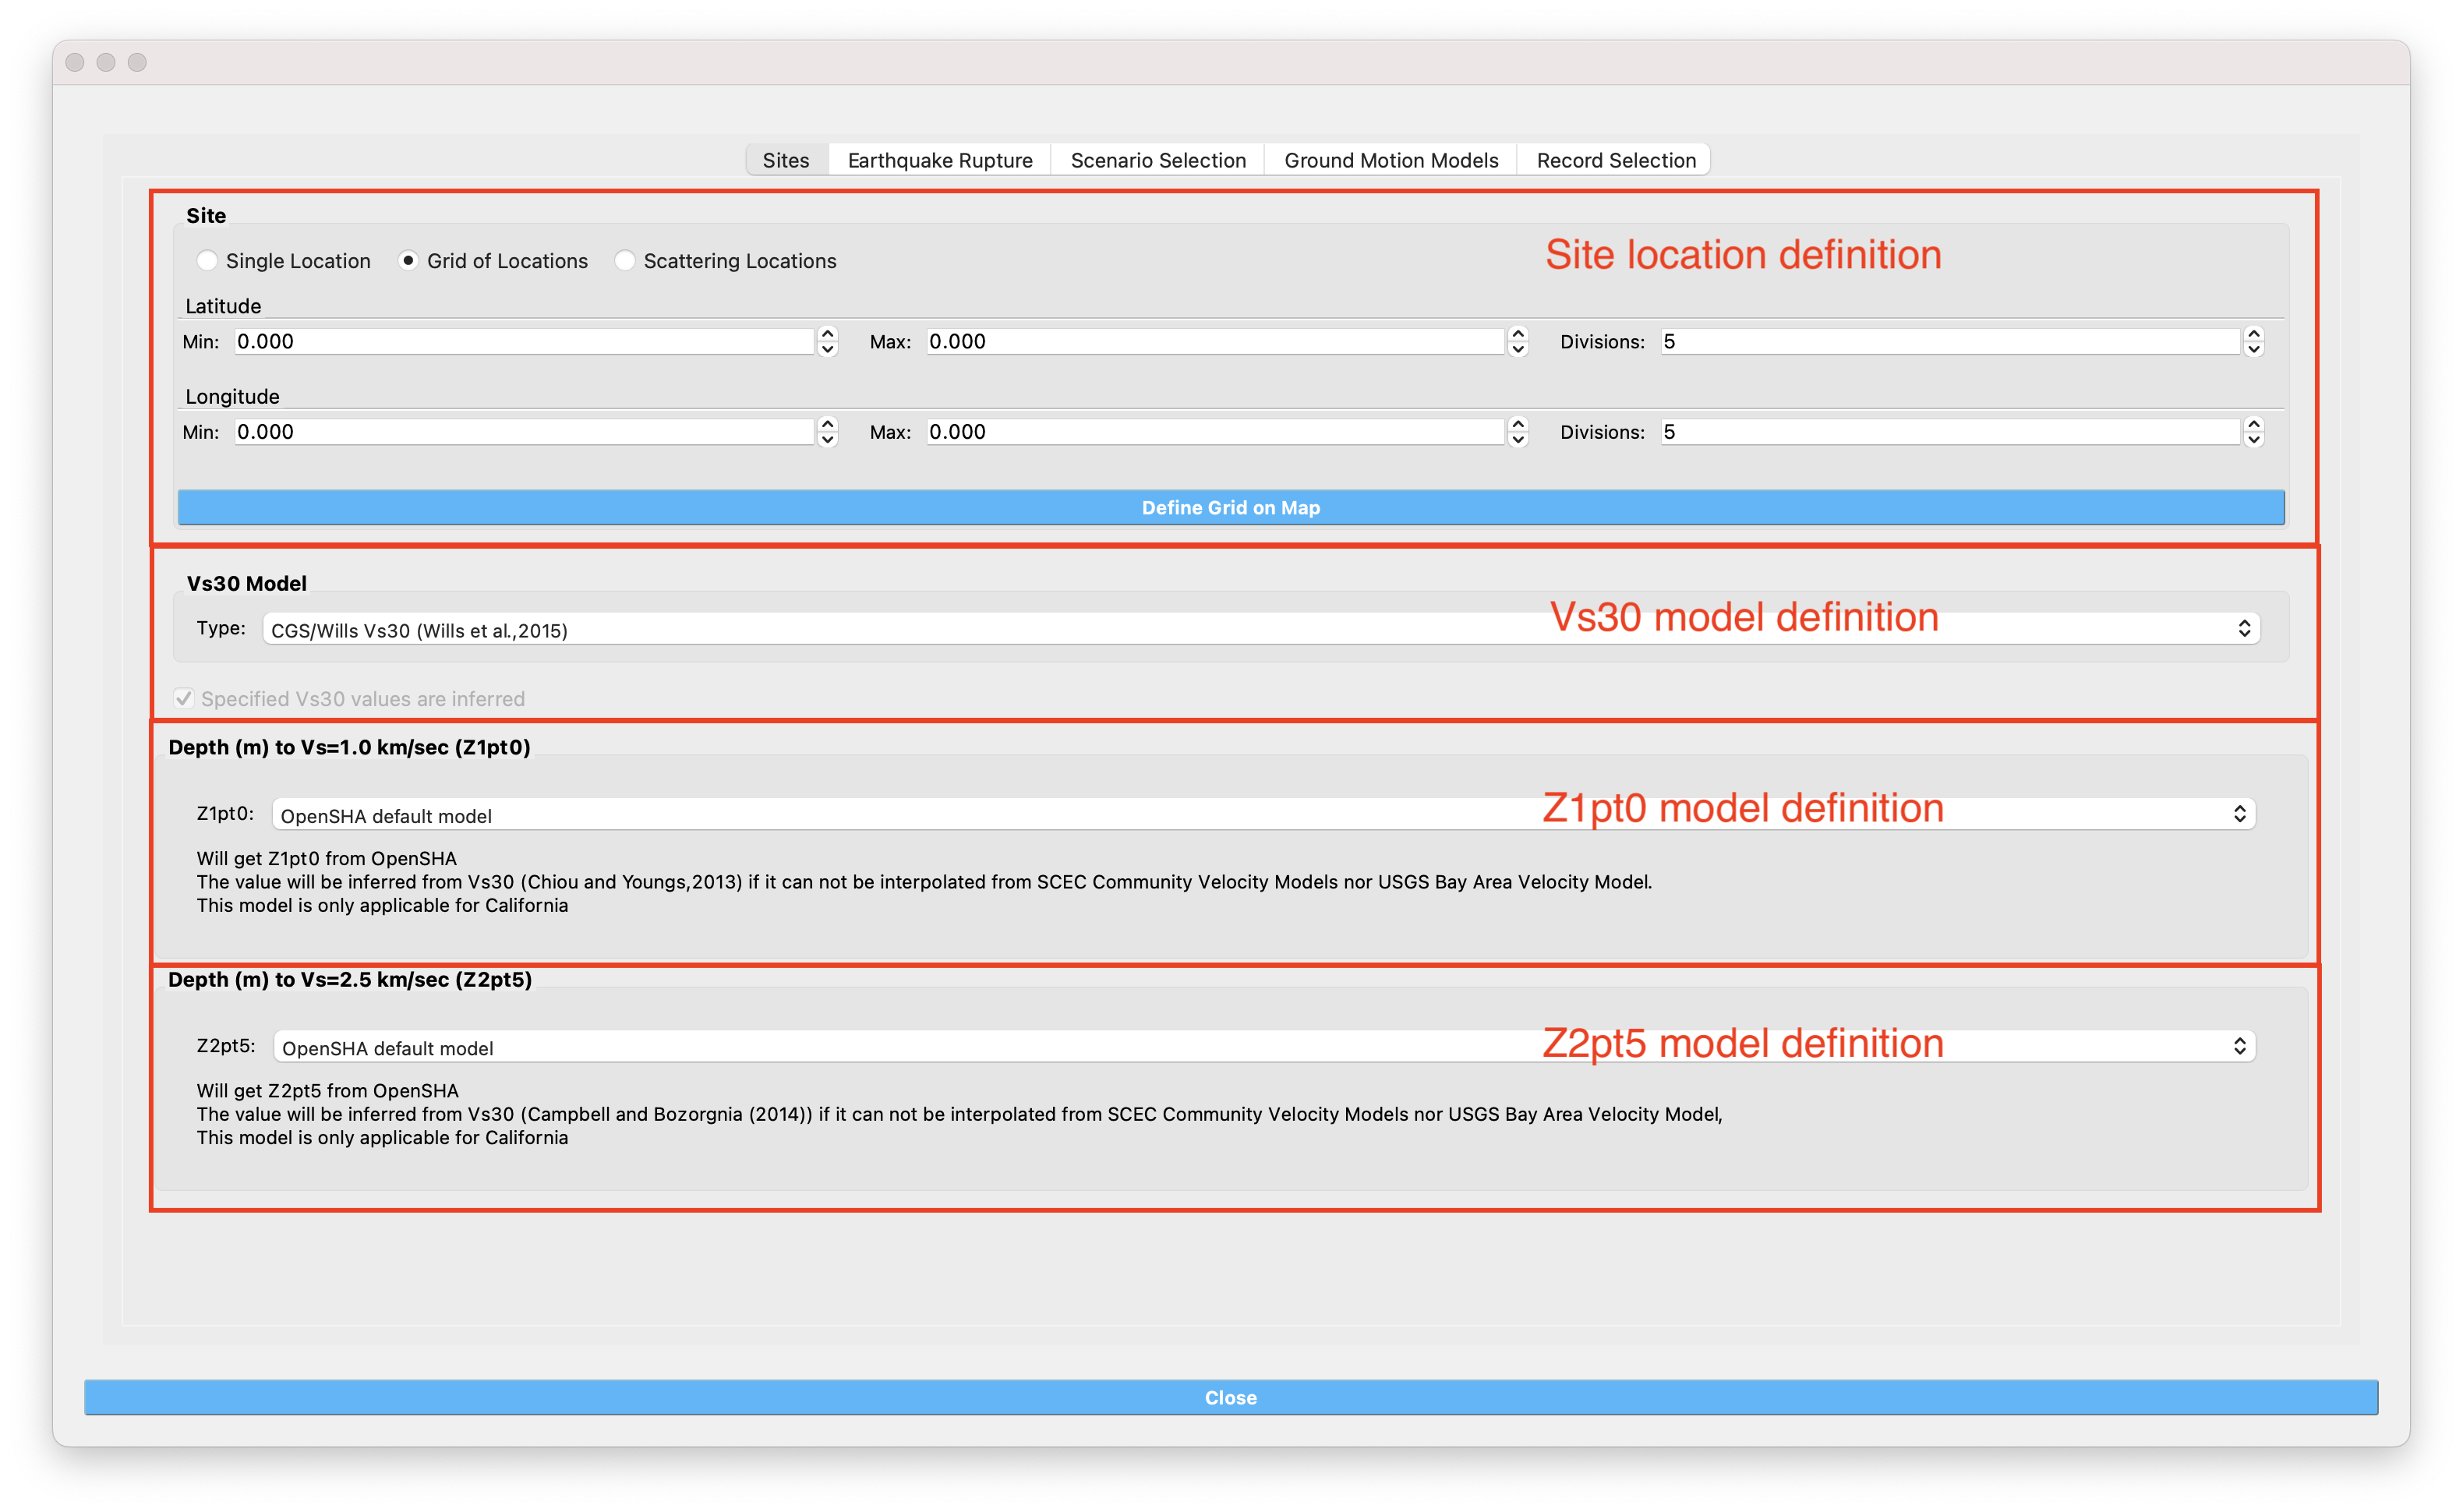 Sites Earthquake Rupture Scenario Selection Ground Motion Models Record Selection
Site
Single Location Grid of Locations Scattering Locations
Site location definition
Latitude
Min: 0.000 Max: 0.000 Divisions: 5
Longitude
Min: 0.000 Max: 0.000 Divisions: 5
Define Grid on Map
Vs30 Model
Type: CGS/Wills Vs30 (Wills et al.,2015)
Vs30 model definition
Specified Vs30 values are inferred
Depth (m) to Vs=1.0 km/sec (Z1pt0)
Z1pt0: OpenSHA default model
Z1pt0 model definition
Will get Z1pt0 from OpenSHA
The value will be inferred from Vs30 (Chiou and Youngs,2013) if it can not be interpolated from SCEC Community Velocity Models nor USGS Bay Area Velocity Model.
This model is only applicable for California
Depth (m) to Vs=2.5 km/sec (Z2pt5)
Z2pt5: OpenSHA default model
Z2pt5 model definition
Will get Z2pt5 from OpenSHA
The value will be inferred from Vs30 (Campbell and Bozorgnia (2014)) if it can not be interpolated from SCEC Community Velocity Models nor USGS Bay Area Velocity Model,
This model is only applicable for California
Close